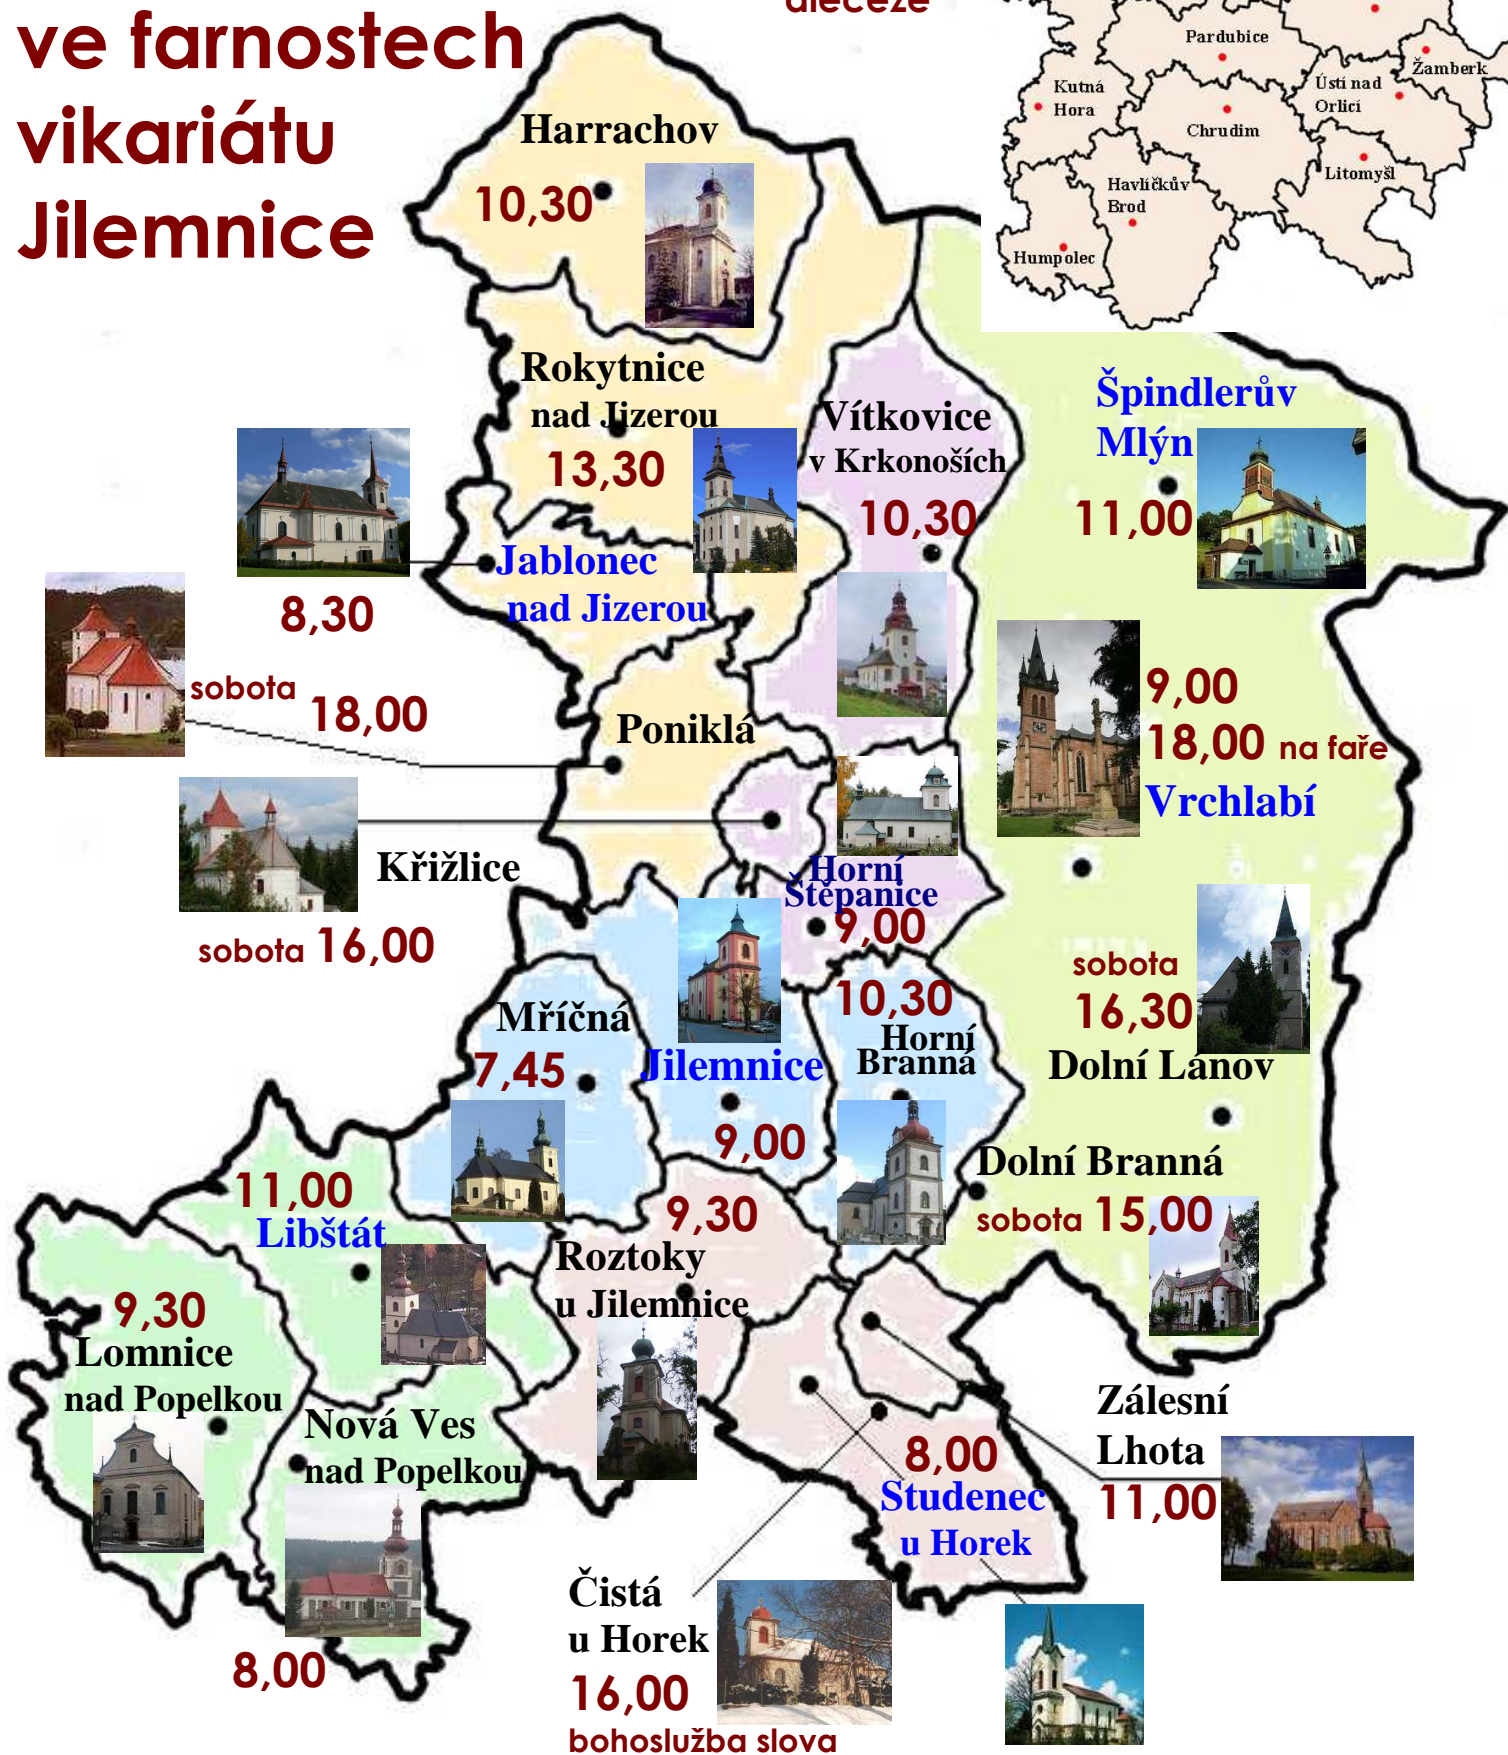 ve farnostech
vikariátu
Jilemnice
diecéze
Pardubice
Žamberk
Kutná
Hora
Ústí nad
Orlicí
Chrudim
Litomyšl
Havlíčkův
Brod
Humpolec
Harrachov
10,30
Rokytnice
nad Jizerou
13,30
Vítkovice
v Krkonoších
10,30
Špindlerův
Mlýn
11,00
Jablonec
nad Jizerou
8,30
sobota 18,00
Poniklá
9,00
18,00 na faře
Vrchlabí
Křižlice
sobota 16,00
Horní
Štěpanice
9,00
sobota
16,30
Dolní Lánov
Mříčná
7,45
Jilemnice
9,00
10,30
Horní
Branná
Dolní Branná
sobota 15,00
11,00
Libštát
9,30
Roztoky
u Jilemnice
9,30
Lomnice
nad Popelkou
Nová Ves
nad Popelkou
8,00
8,00
Studenec
u Horek
Zálesní
Lhota
11,00
Čistá
u Horek
16,00
bohoslužba slova